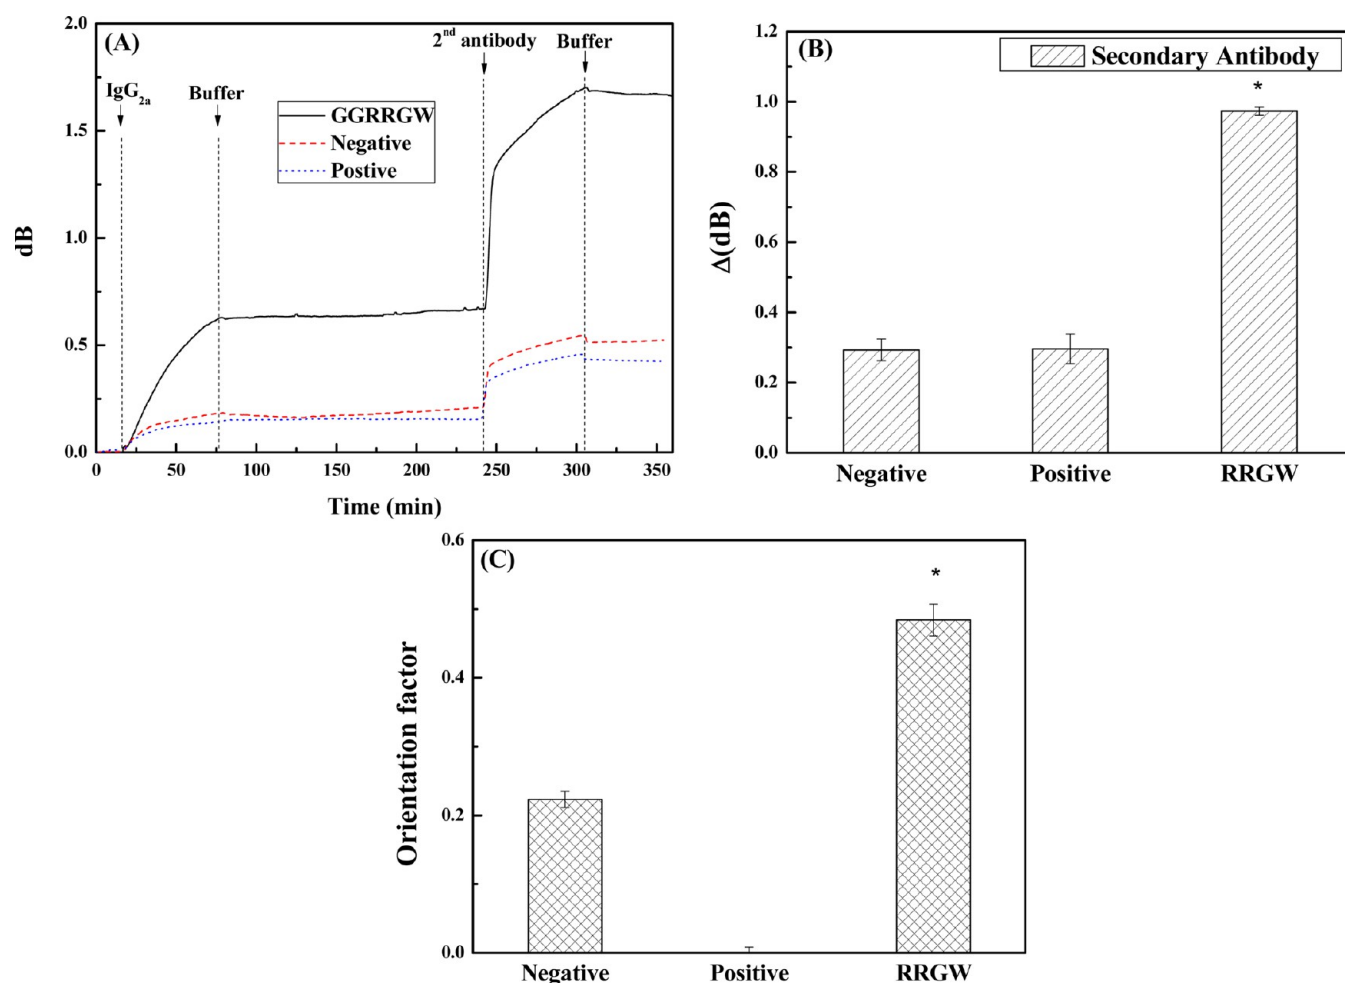 (A)
2.0
1.5
1.0
0.5
0.0
dB
IgG2a
Buffer
2nd antibody
Buffer
GGRRGW
Negative
Postive
0 50 100 150 200 250 300 350
Time (min)
(B)
1.2
1.0
0.8
0.6
0.4
0.2
0.0
Δ(dB)
Secondary Antibody
*
Negative Positive RRGW
(C)
0.6
0.4
0.2
0.0
Orientation factor
*
Negative Positive RRGW